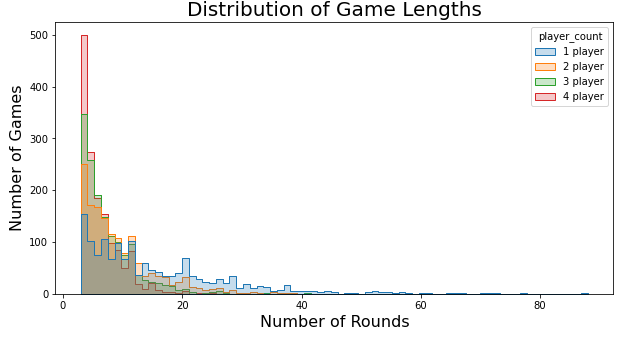 Distribution of Game Lengths
Number of Games
500
400
300
200
100
0
player_count
1 player
2 player
3 player
4 player
0 20 40 60 80
Number of Rounds